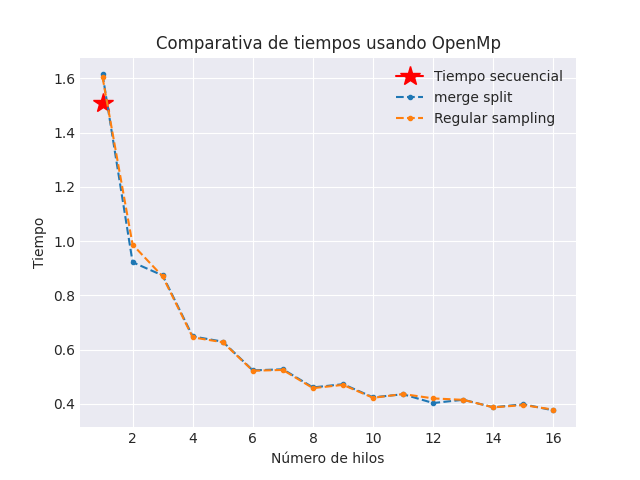 Comparativa de tiempos usando OpenMp
Tiempo secuencial
merge split
Regular sampling
Tiempo
1.6
1.4
1.2
1.0
0.8
0.6
0.4
2 4 6 8 10 12 14 16
Número de hilos